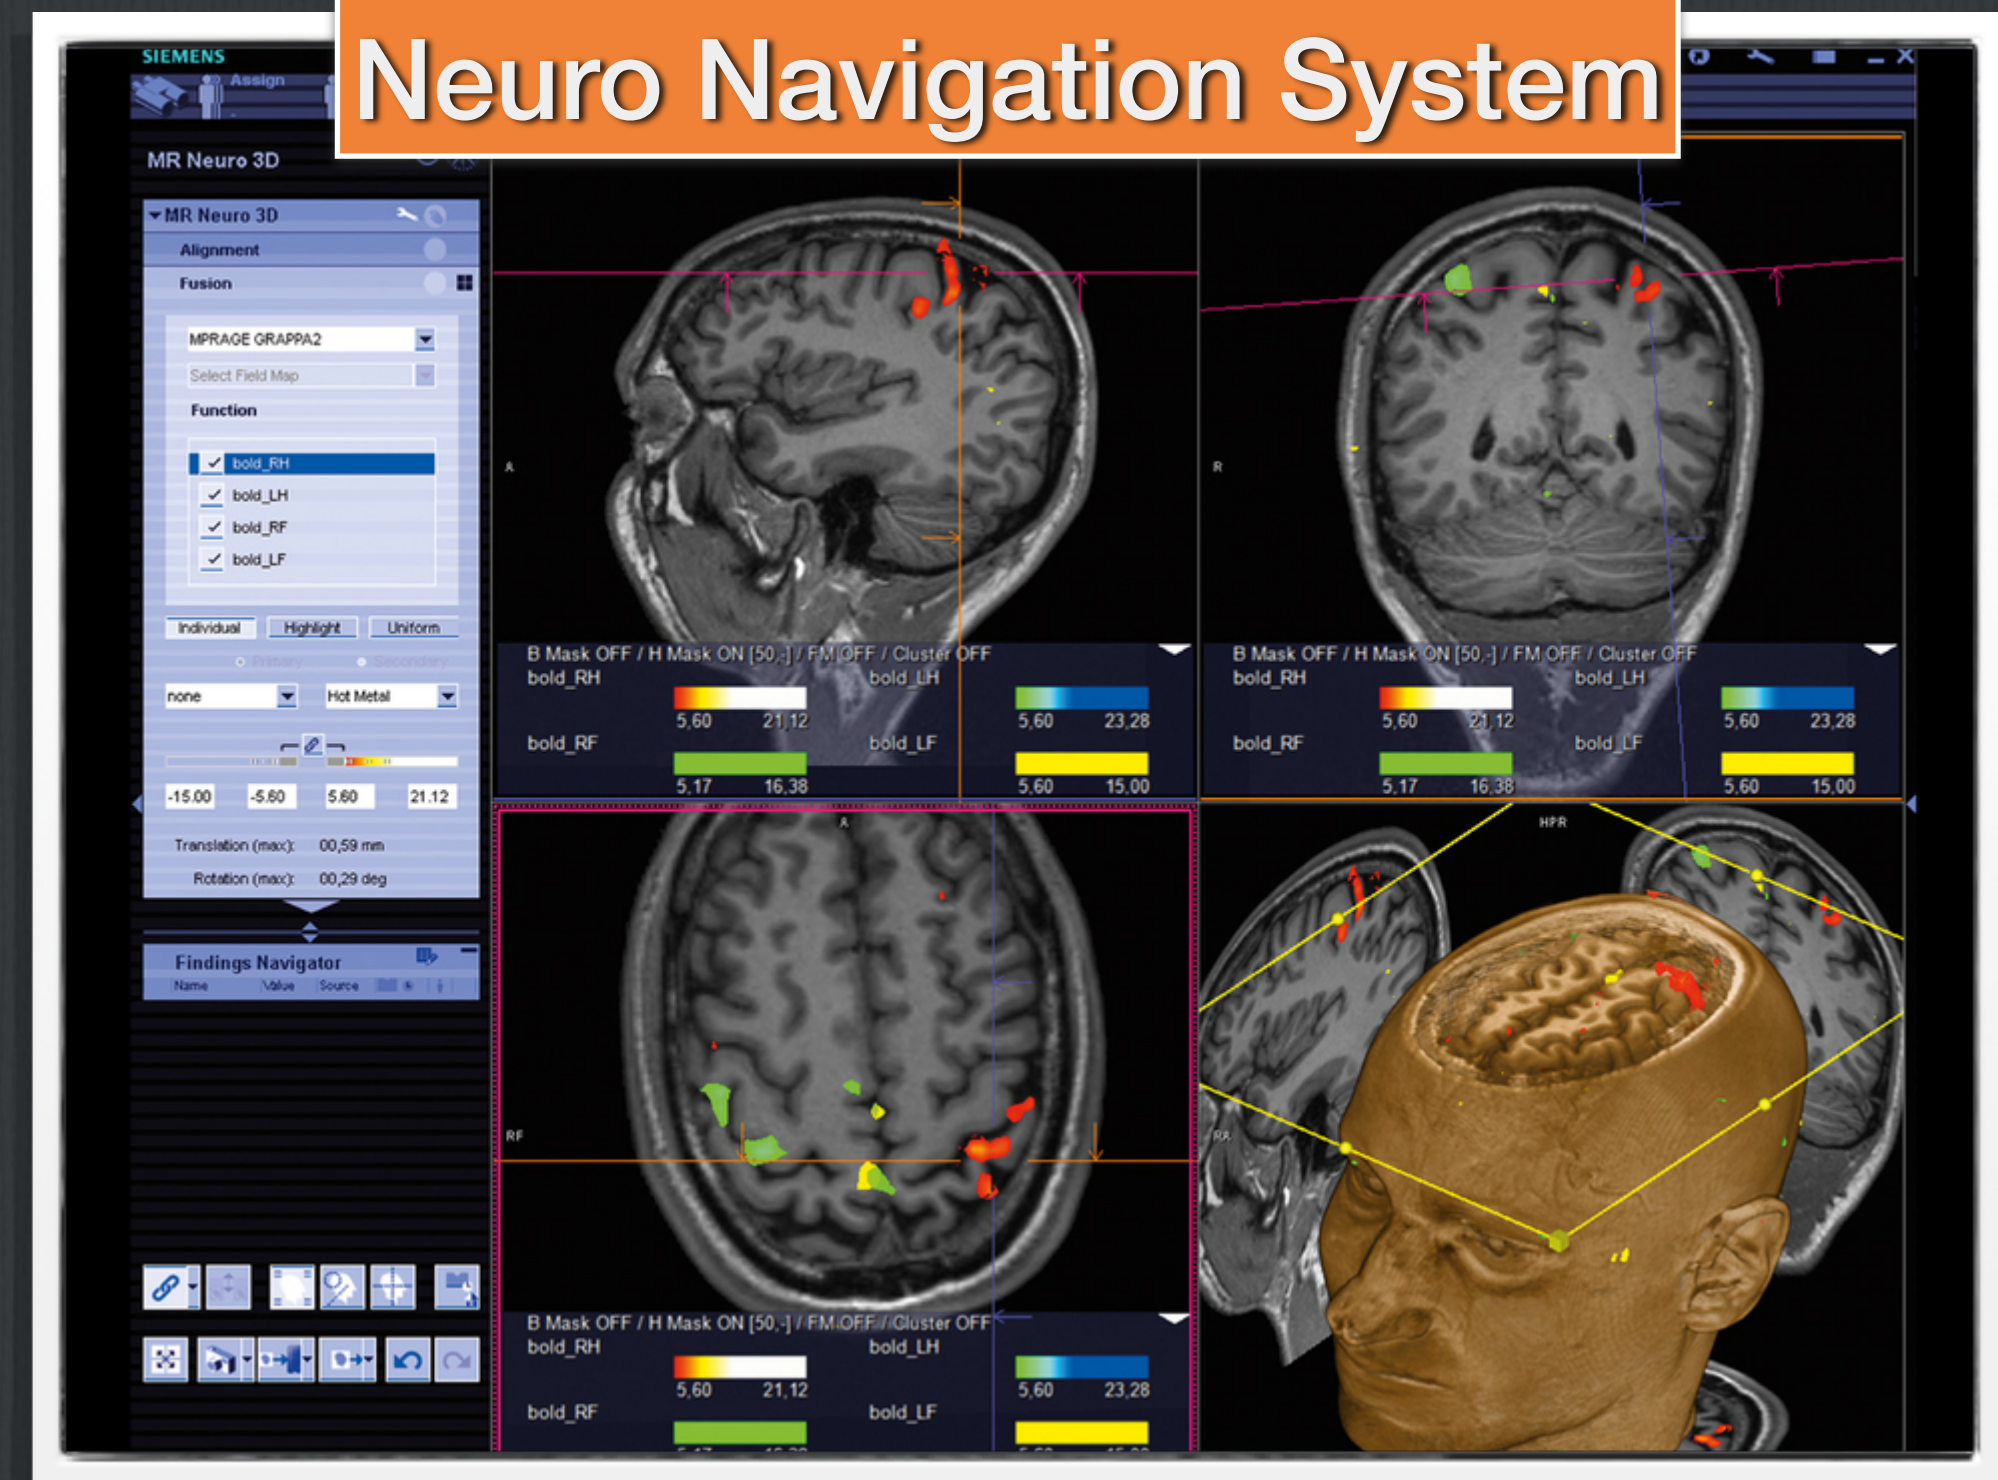 Neuro Navigation System
SIEMENS
Assign
MR Neuro 3D
MR Neuro 3D
Alignment
Fusion
MPRAGE GRAPPA2
Select Field Map
Function
bold_RH
bold_LH
bold_RF
bold_LF
Individual Highlight Uniform
Primary Secondary
none Hot Metal
-15.00 -5.60 5.60 21.12
Translation (max): 00,59 mm
Rotation (max): 00,29 deg
Findings Navigator
Name Value Source
A
B Mask OFF / H Mask ON [50,-] / FM OFF / Cluster OFF
bold_RH bold_LH
5,60 21,12 5,60 23,28
bold_RF bold_LF
5,17 16,38 5,60 15,00
R
B Mask OFF / H Mask ON [50,-] / FM OFF / Cluster OFF
bold_RH bold_LH
5,60 21,12 5,60 23,28
bold_RF bold_LF
5,17 16,38 5,60 15,00
A
RF
B Mask OFF / H Mask ON [50,-] / FM OFF / Cluster OFF
bold_RH bold_LH
5,60 21,12 5,60 23,28
bold_RF bold_LF
HPR
RA